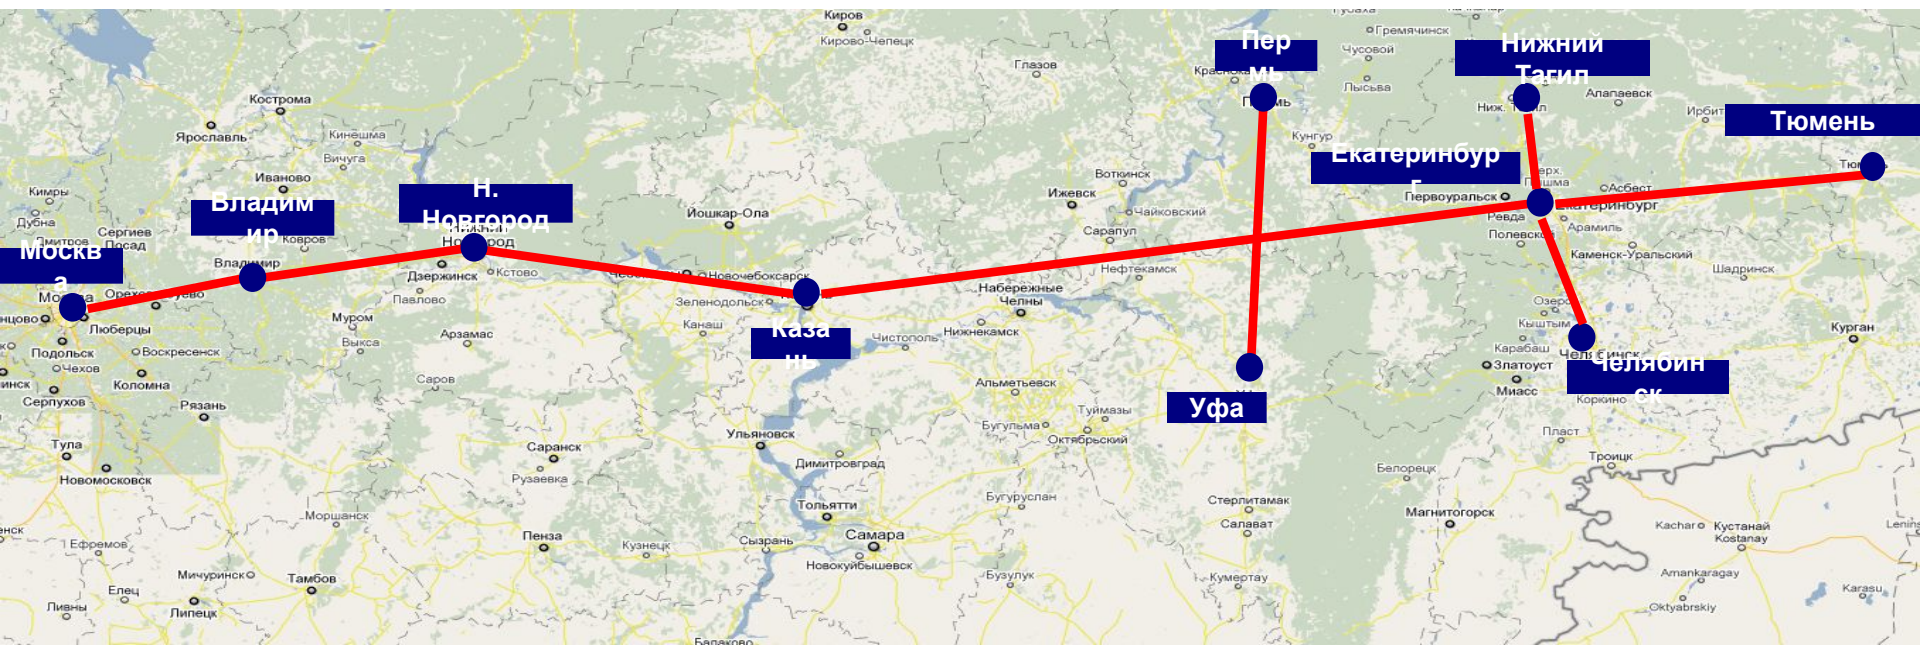 Киров
Кирово-Чепецк
Гремячинск
Чусовой
Лысьва
Глазов
Пер
мь
Нижний
Тагил
Алапаевск
Ирбит
Тюмень
Кострома
Ярославль
Кинешма
Вичуга
Иваново
Кунгур
Екатеринбур
г
Первоуральск
Асбест
Екатеринбург
Ревда
Арамиль
Полевской
Каменск-Уральский
Шадринск
Кимры
Дубна
Дмитров
Сергиев
Посад
Владим
ир
Ковров
Владимир
Н.
Новгород
Дзержинск
Кстово
Павлово
Йошкар-Ола
Воткинск
Ижевск
Чайковский
Сарапул
Нефтекамск
Москв
а
Люберцы
Подольск
Чехов
Воскресенск
Коломна
Серпухов
Рязань
Муром
Выкса
Арзамас
Саров
Новочебоксарск
Зеленодольск
Канаш
Каза
нь
Чистополь
Набережные
Челны
Нижнекамск
Альметьевск
Бугульма
Туймазы
Октябрьский
Уфа
Кыштым
Карабаш
Златоуст
Миасс
Челябин
ск
Коркино
Курган
Пласт
Троицк
Тула
Новомосковск
Саранск
Рузаевка
Ульяновск
Димитровград
Тольятти
Самара
Сызрань
Новокуйбышевск
Бугуруслан
Бузулук
Стерлитамак
Салават
Кумертау
Белорецк
Магнитогорск
Ефремов
Елец
Ливны
Мичуринск
Липецк
Моршанск
Тамбов
Пенза
Кузнецк
Балаково
Kachar
Кустанай
Kostanay
Amankaragay
Oktyabrskiy
Karasu